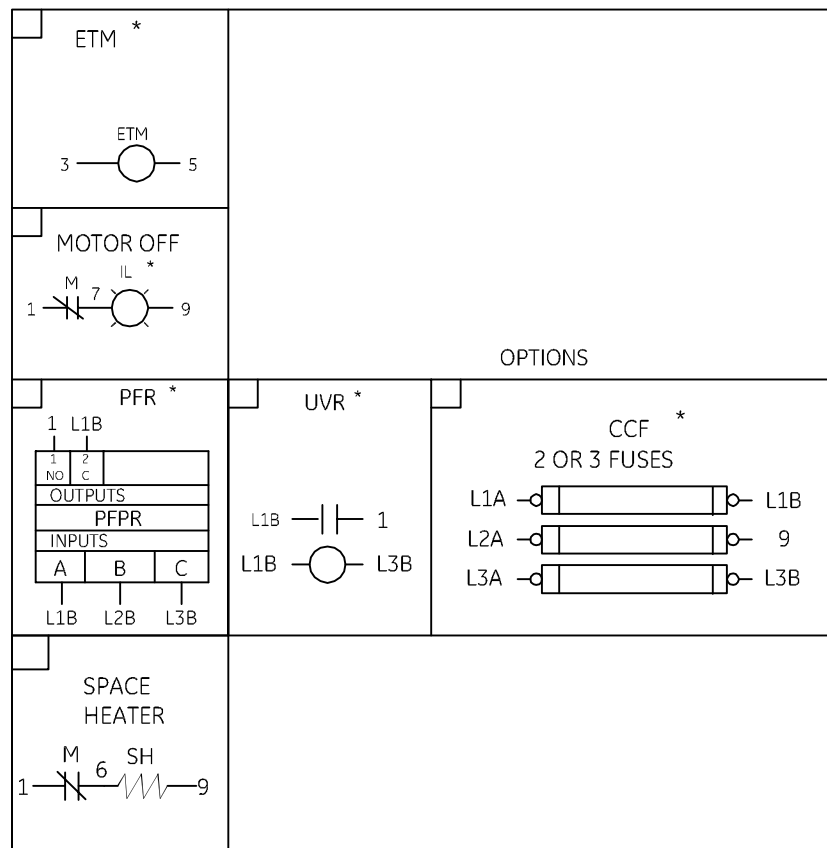 ETM *
ETM
3 5
MOTOR OFF
IL *
M
7
1 9
OPTIONS
PFR *
1 L1B
1 2
NO C
OUTPUTS
PFPR
INPUTS
A B C
L1B L2B L3B
UVR *
L1B 1
L1B L3B
CCF *
2 OR 3 FUSES
L1A L1B
L2A 9
L3A L3B
SPACE
HEATER
M SH
6
1 9